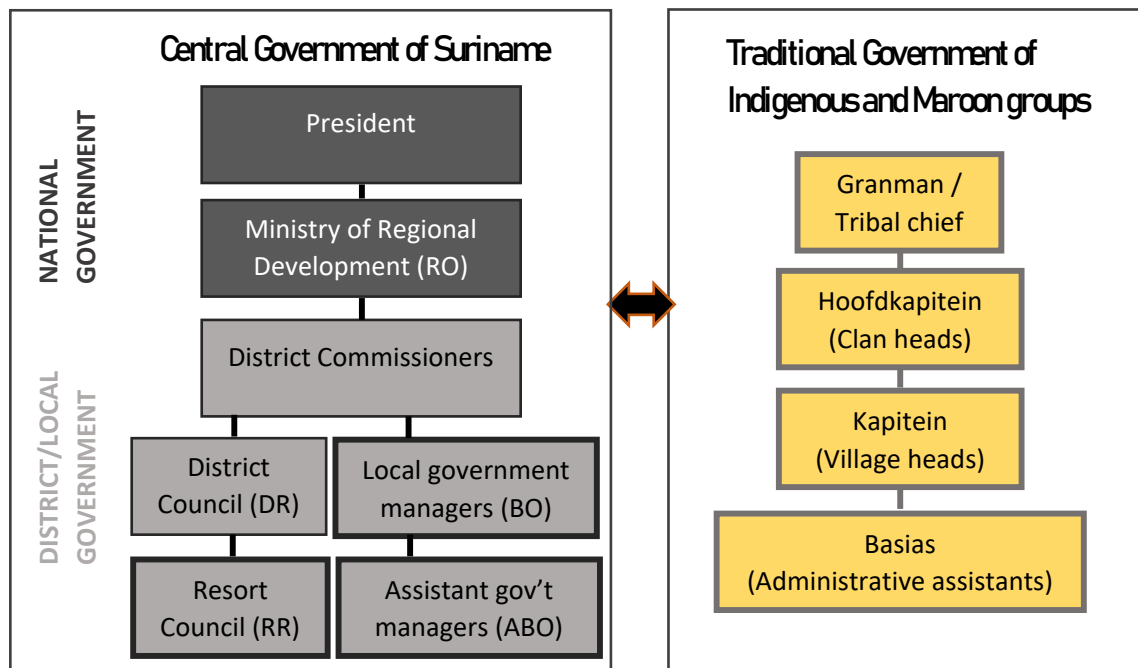 Central Government of Suriname
NATIONAL
GOVERNMENT
President
Ministry of Regional
Development (RO)
DISTRICT/LOCAL
GOVERNMENT
District Commissioners
District
Council (DR)
Local government
managers (BO)
Resort
Council (RR)
Assistant gov’t
managers (ABO)
Traditional Government of
Indigenous and Maroon groups
Granman /
Tribal chief
Hoofdkapitein
(Clan heads)
Kapitein
(Village heads)
Basias
(Administrative assistants)